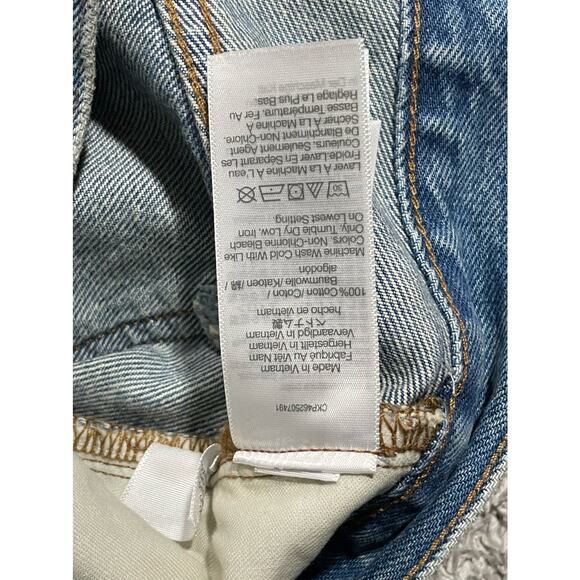 CKP462507491
Made In Vietnam
Fabriqué Au Viêt Nam
Hergestellt In Vietnam
Vervaardigd In Vietnam
ベトナム製
hecho en vietnam
100% Cotton / Coton /
Baumwolle / Katoen / 綿 /
algodón
Machine Wash Cold With Like
Colors. Non-Chlorine Bleach
Only, Tumble Dry Low, Iron
On Lowest Setting.
30
Laver À La Machine À L'eau
Froide Laver En Séparant Les
Couleurs. Seulement Agent
De Blanchiment Non-Chlore.
Sécher À La Machine À
Basse Température. Fer Au
Réglage Le Plus Bas.